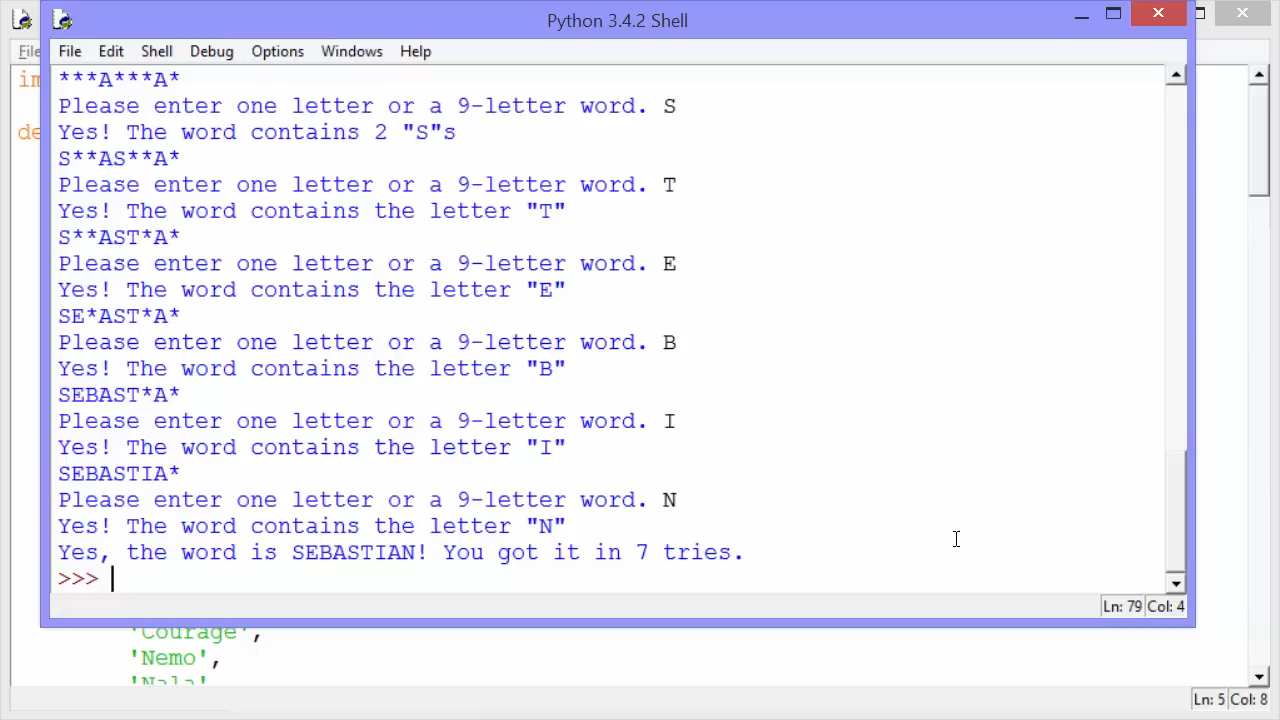 Python 3.4.2 Shell
File
File Edit Shell Debug Options Windows Help
im
***A***A*
Please enter one letter or a 9-letter word. S
de
Yes! The word contains 2 "S"s
S**AS**A*
Please enter one letter or a 9-letter word. T
Yes! The word contains the letter "T"
S**AST*A*
Please enter one letter or a 9-letter word. E
Yes! The word contains the letter "E"
SE*AST*A*
Please enter one letter or a 9-letter word. B
Yes! The word contains the letter "B"
SEBAST*A*
Please enter one letter or a 9-letter word. I
Yes! The word contains the letter "I"
SEBASTIA*
Please enter one letter or a 9-letter word. N
Yes! The word contains the letter "N"
Yes, the word is SEBASTIAN! You got it in 7 tries.
>>>
Ln: 79 Col: 4
'Courage',
'Nemo',
'Nala'
Ln: 5 Col: 8